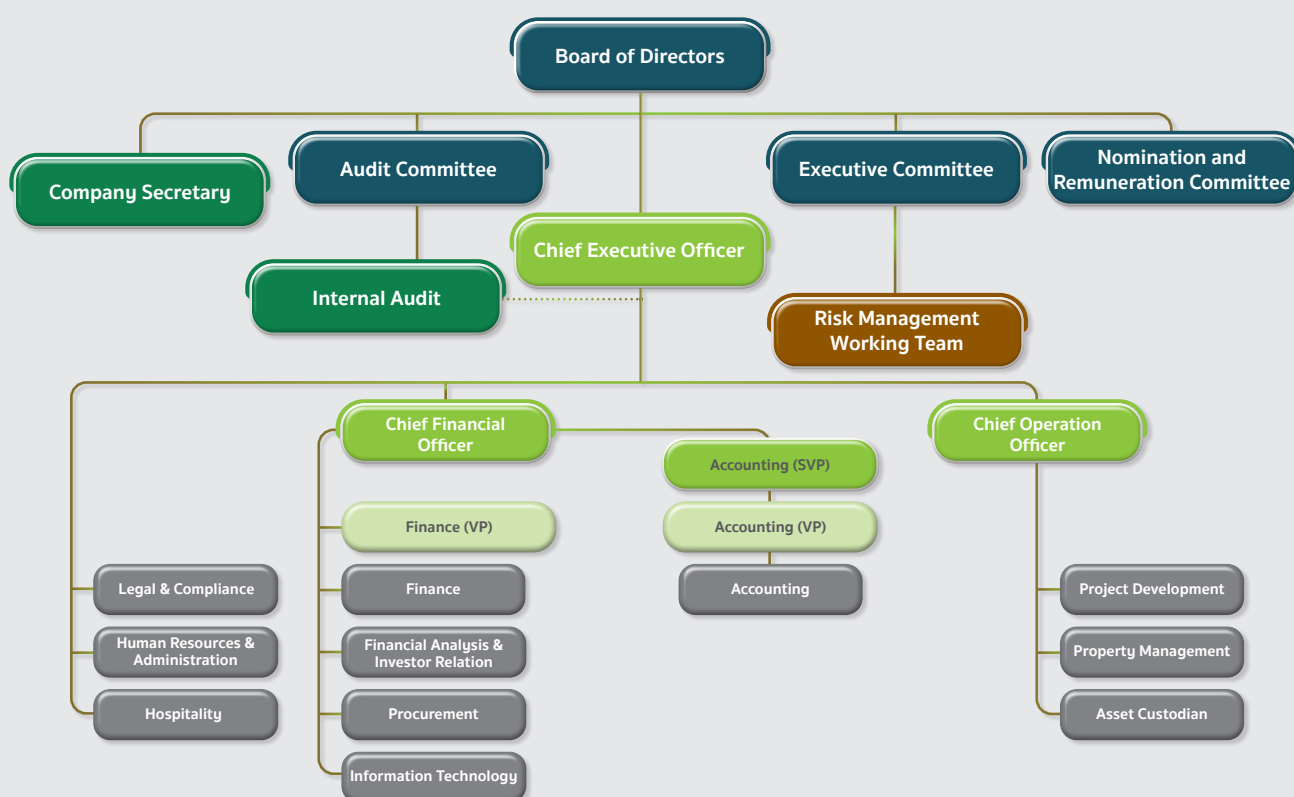 Board of Directors
Company Secretary
Audit Committee
Executive Committee
Nomination and
Remuneration Committee
Chief Executive Officer
Internal Audit
Risk Management
Working Team
Chief Financial
Officer
Chief Operation
Officer
Accounting (SVP)
Finance (VP)
Accounting (VP)
Legal & Compliance
Finance
Accounting
Project Development
Human Resources &
Administration
Financial Analysis &
Investor Relation
Property Management
Hospitality
Procurement
Asset Custodian
Information Technology